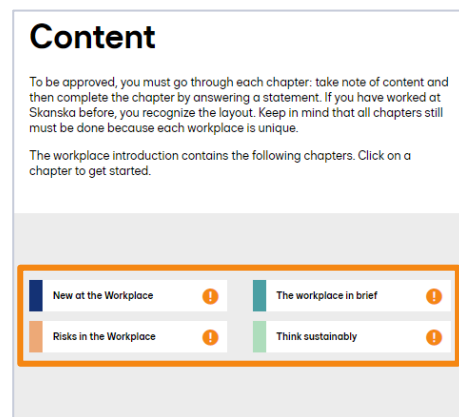 Content
To be approved, you must go through each chapter: take note of content and
then complete the chapter by answering a statement. If you have worked at
Skanska before, you recognize the layout. Keep in mind that all chapters still
must be done because each workplace is unique.
The workplace introduction contains the following chapters. Click on a
chapter to get started.
New at the Workplace !
The workplace in brief !
Risks in the Workplace !
Think sustainably !